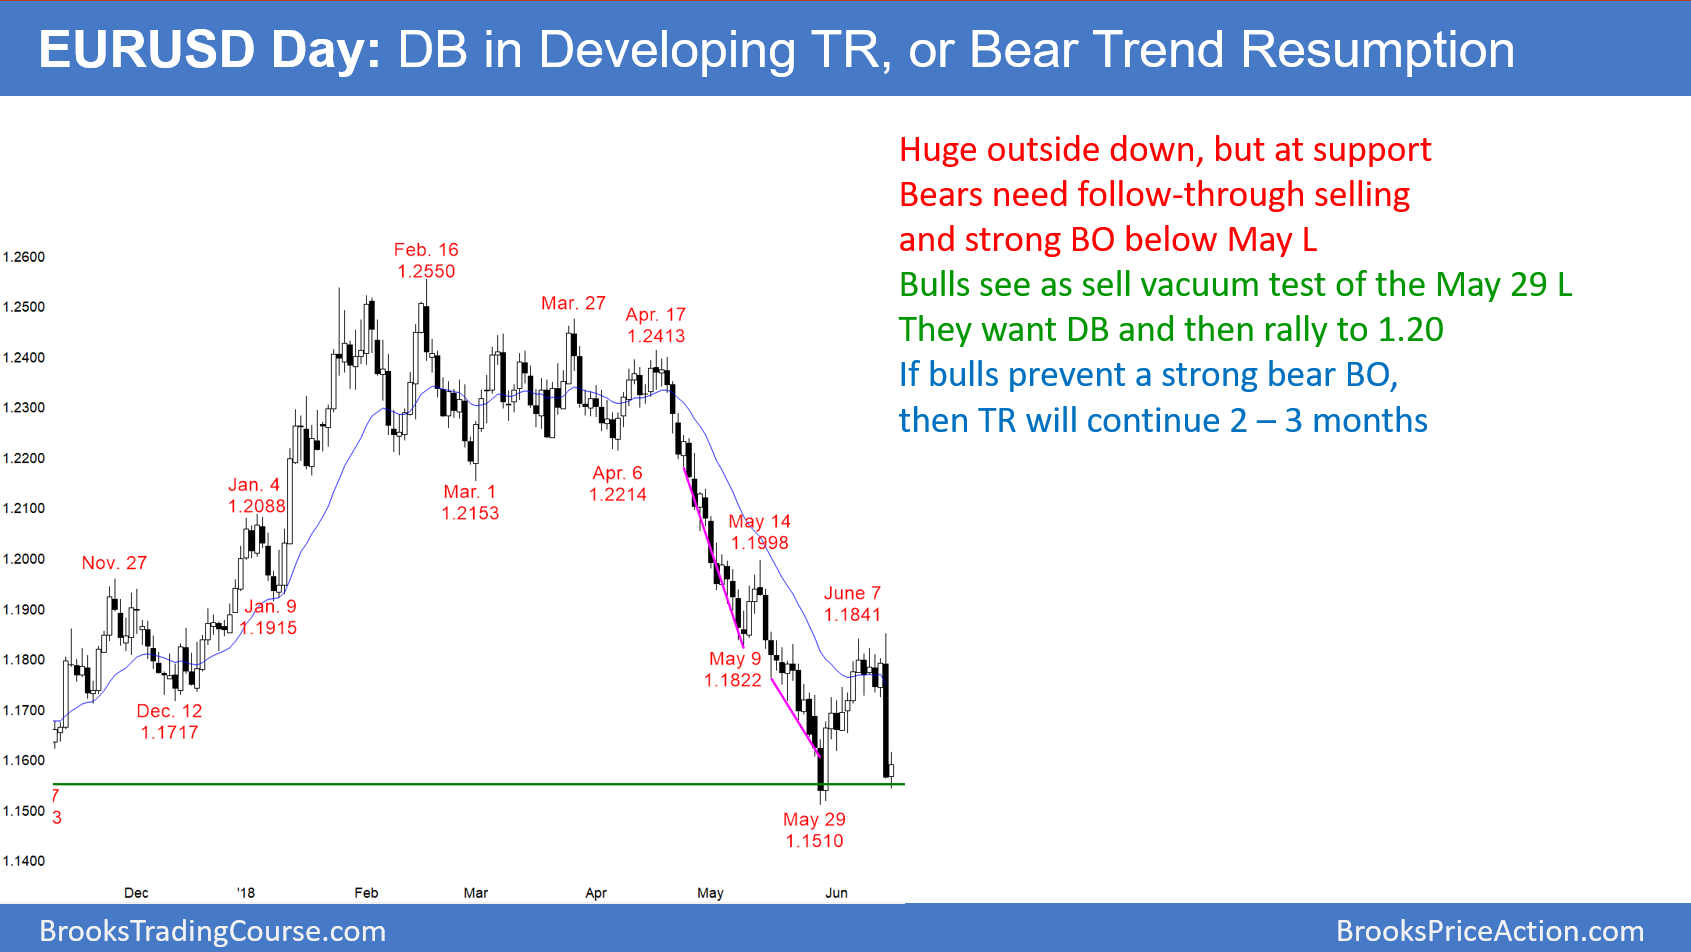 EURUSD Day: DB in Developing TR, or Bear Trend Resumption
Huge outside down, but at support
Bears need follow-through selling
and strong BO below May L
Bulls see as sell vacuum test of the May 29 L
They want DB and then rally to 1.20
If bulls prevent a strong bear BO,
then TR will continue 2 – 3 months
Feb. 16
1.2550
Mar. 27
Apr. 17
1.2413
Jan. 4
1.2088
Mar. 1
1.2153
Apr. 6
1.2214
May 14
1.1998
Nov. 27
Jan. 9
1.1915
June 7
1.1841
May 9
1.1822
Dec. 12
1.1717
7
3
May 29
1.1510
1.2600
1.2500
1.2400
1.2300
1.2200
1.2100
1.2000
1.1900
1.1800
1.1700
1.1600
1.1500
1.1400
Dec '18 Feb Mar Apr May Jun
BrooksTradingCourse.com
BrooksPriceAction.com